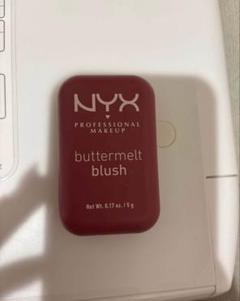 NYX
PROFESSIONAL
MAKEUP
buttermelt
blush
Net Wt. 0.17 oz. / 5 g